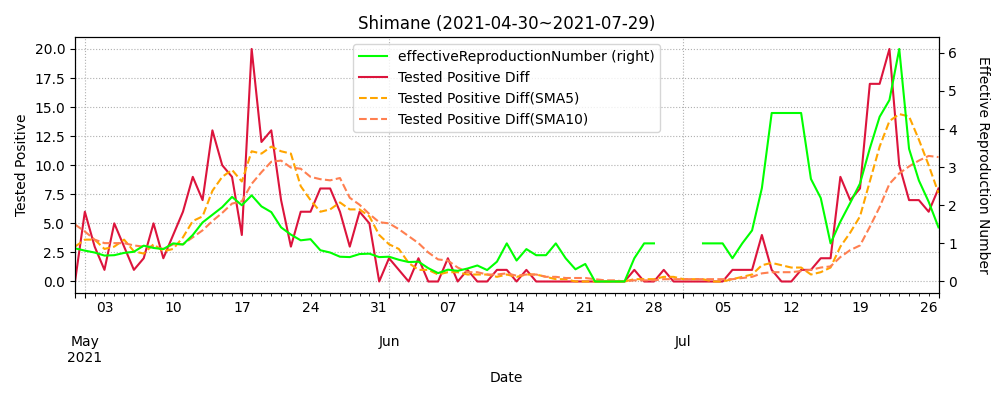 Shimane (2021-04-30~2021-07-29)
effectiveReproductionNumber (right)
Tested Positive Diff
Tested Positive Diff(SMA5)
Tested Positive Diff(SMA10)
Tested Positive
20.0
17.5
15.0
12.5
10.0
7.5
5.0
2.5
0.0
Effective Reproduction Number
6
5
4
3
2
1
0
03 10 17 24 31 07 14 21 28 05 12 19 26
May Jun Jul
2021
Date